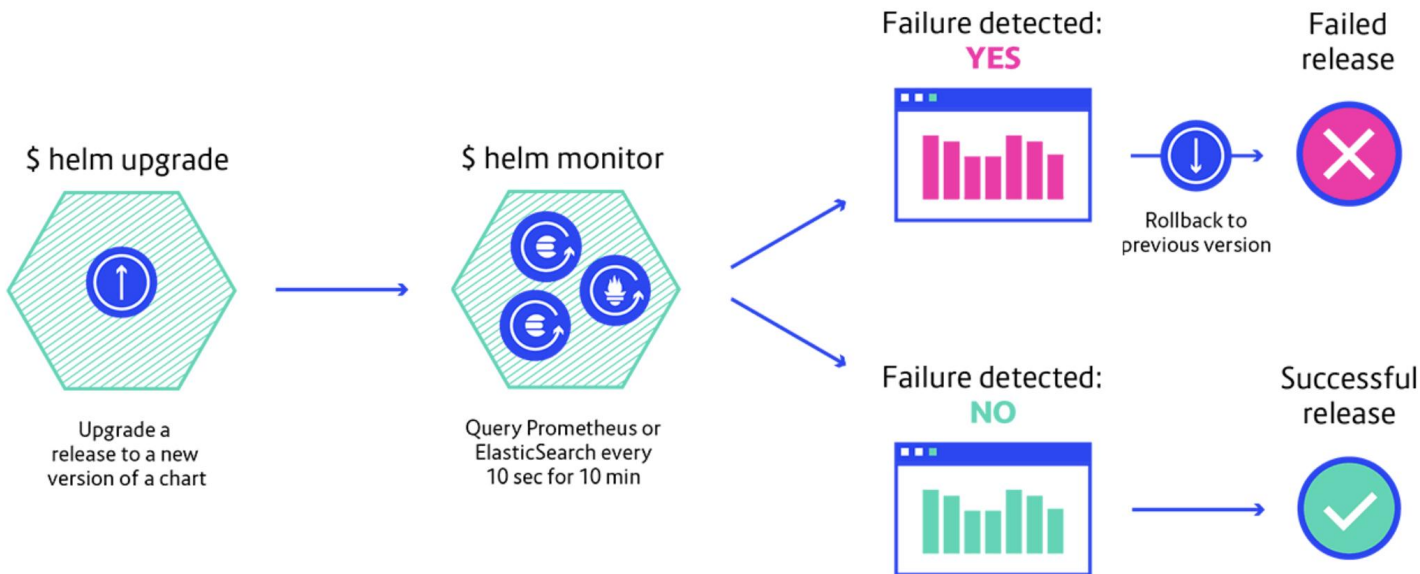 $ helm upgrade
Upgrade a
release to a new
version of a chart
$ helm monitor
Query Prometheus or
ElasticSearch every
10 sec for 10 min
Failure detected:
YES
Rollback to
previous version
Failed
release
Failure detected:
NO
Successful
release